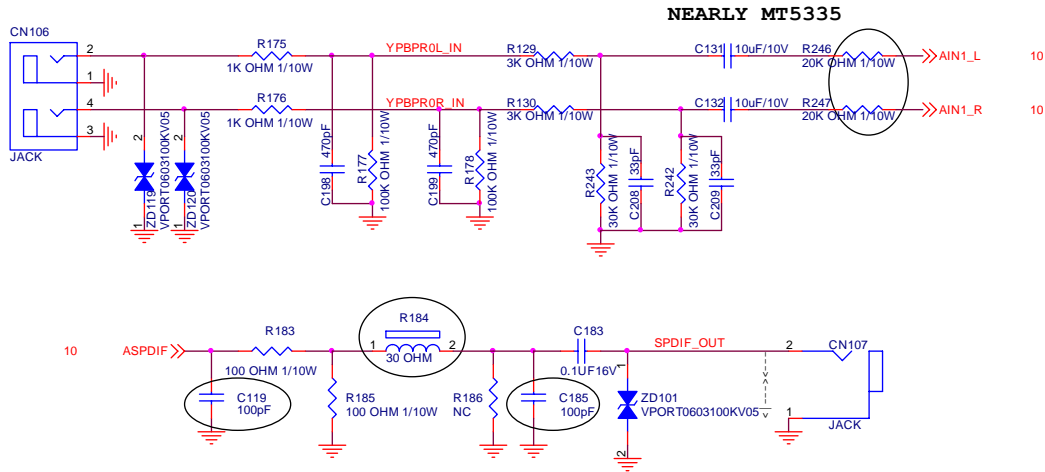 NEARLY MT5335
CN106
2
1
4
3
JACK
R175
1K OHM 1/10W
R176
1K OHM 1/10W
YPBPR0L_IN
YPBPR0R_IN
R129
3K OHM 1/10W
R130
3K OHM 1/10W
C131
10uF/10V
C132
10uF/10V
R246
20K OHM 1/10W
R247
20K OHM 1/10W
AIN1_L
10
AIN1_R
10
2
1
ZD119
VPORT0603100KV05
2
1
ZD120
VPORT0603100KV05
470pF
C198
R177
100K OHM 1/10W
470pF
C199
R178
100K OHM 1/10W
R243
30K OHM 1/10W
33pF
C208
R242
30K OHM 1/10W
33pF
C209
10
ASPDIF
R183
100 OHM 1/10W
R184
1
2
30 OHM
C183
0.1UF16V
SPDIF_OUT
2
CN107
1
JACK
C119
100pF
R185
100 OHM 1/10W
R186
NC
C185
100pF
1
ZD101
VPORT0603100KV05
2